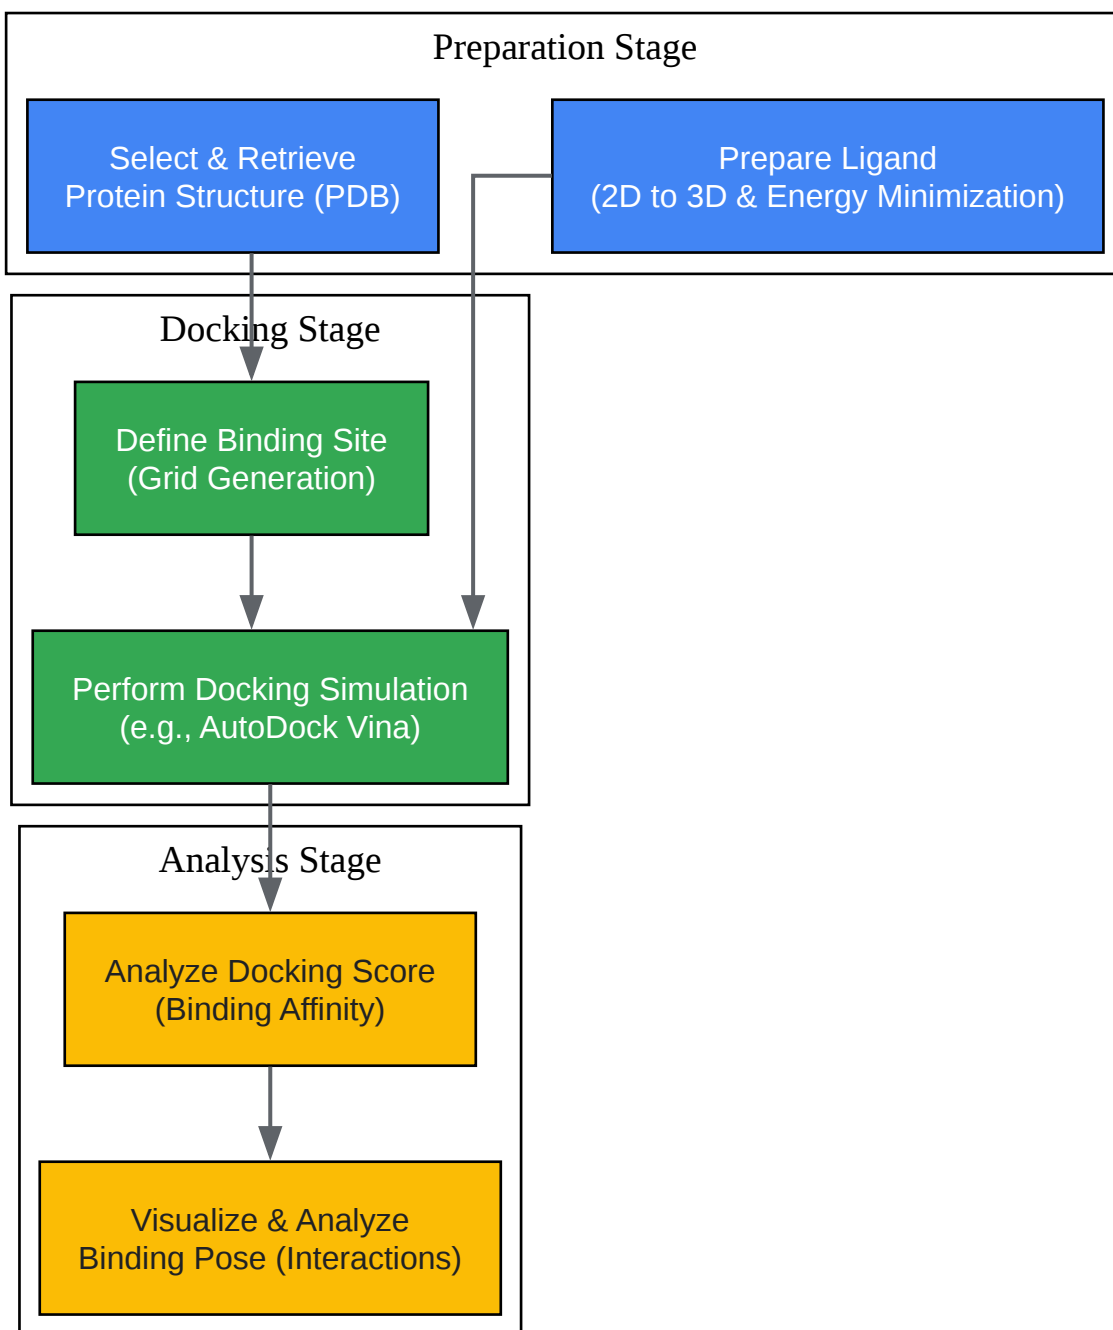 Preparation Stage
Select & Retrieve
Protein Structure (PDB)
Prepare Ligand
(2D to 3D & Energy Minimization)
Docking Stage
Define Binding Site
(Grid Generation)
Perform Docking Simulation
(e.g., AutoDock Vina)
Analysis Stage
Analyze Docking Score
(Binding Affinity)
Visualize & Analyze
Binding Pose (Interactions)